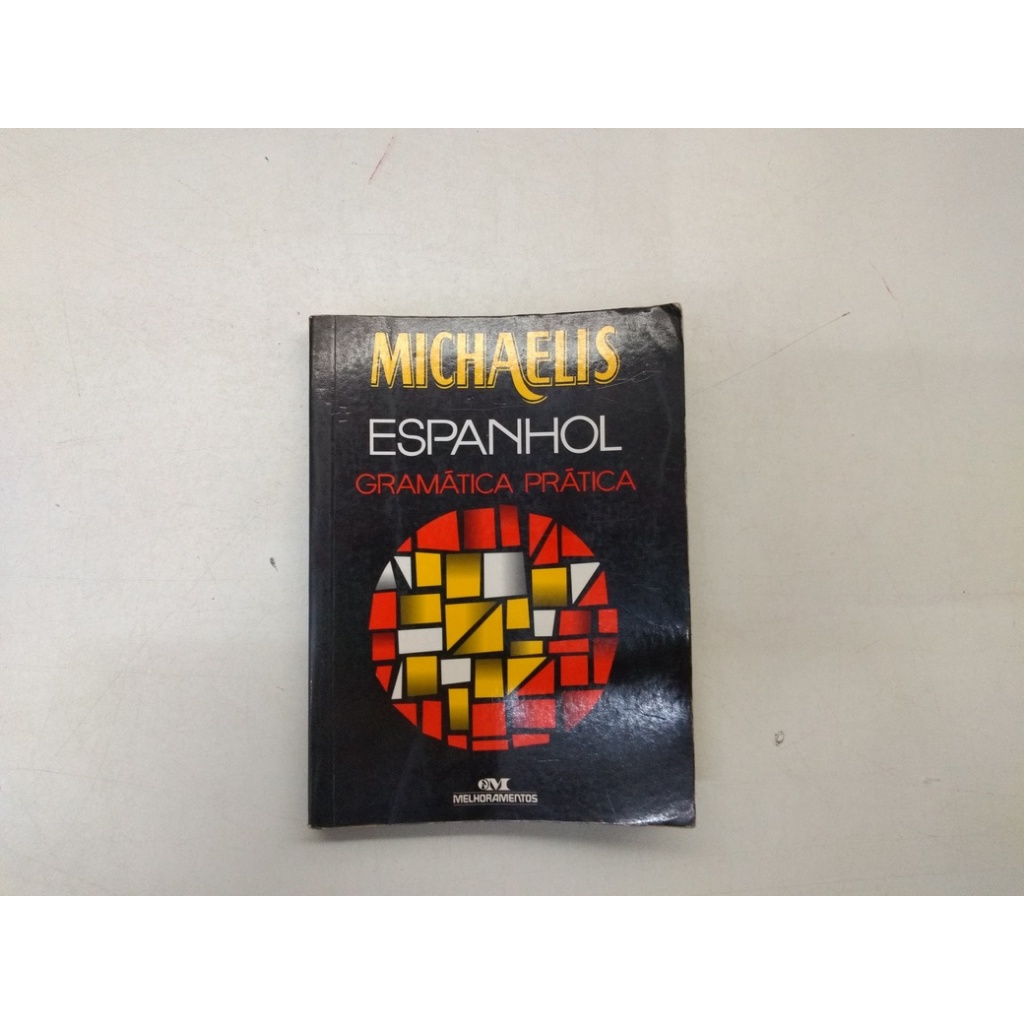 MICHAELIS
ESPANHOL
GRAMÁTICA PRÁTICA
MELHORAMENTOS